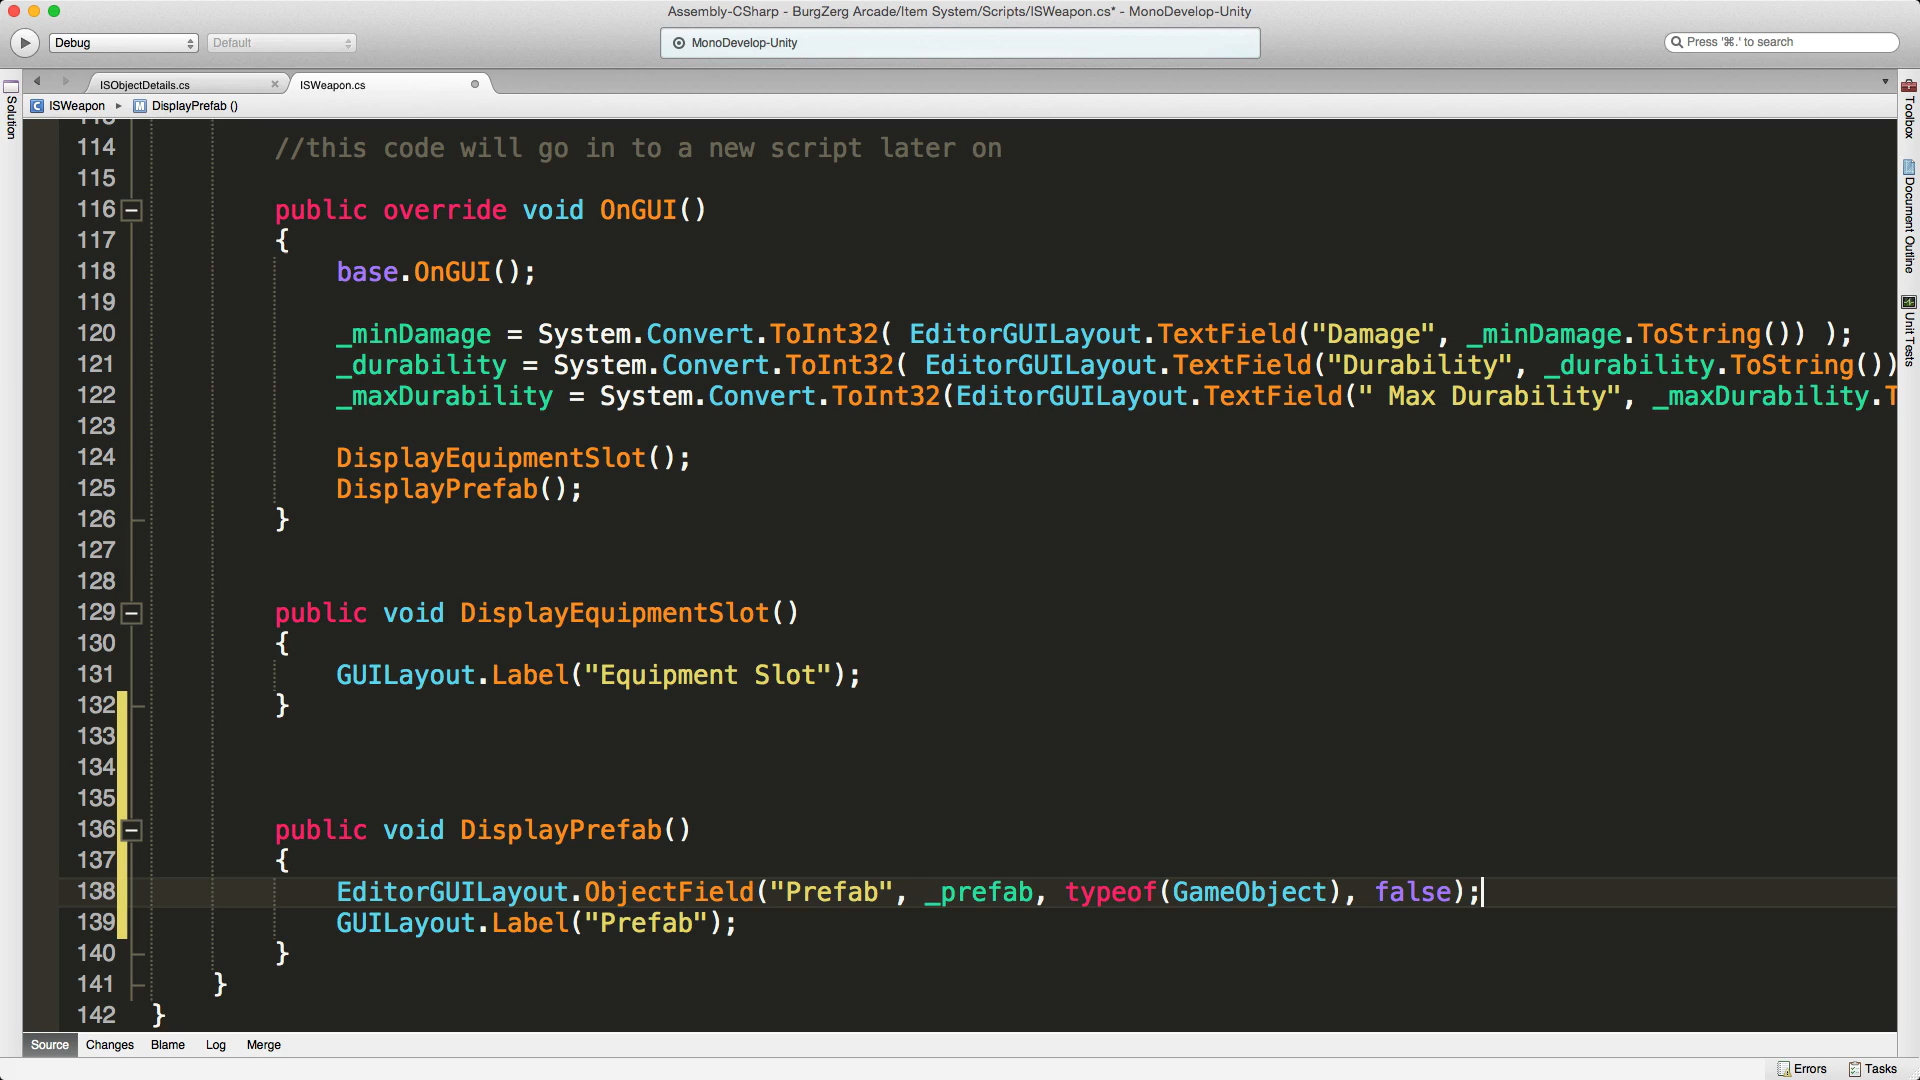 Assembly-CSharp - BurgZerg Arcade/Item System/Scripts/ISWeapon.cs* - MonoDevelop-Unity
Debug
Default
MonoDevelop-Unity
Press '⌘.' to search
ISObjectDetails.cs
ISWeapon.cs
ISWeapon
DisplayPrefab ()
Solution
Toolbox
Document Outline
Unit Tests
114 //this code will go in to a new script later on
115
116 public override void OnGUI()
117 {
118 base.OnGUI();
119
120 _minDamage = System.Convert.ToInt32( EditorGUILayout.TextField("Damage", _minDamage.ToString()) );
121 _durability = System.Convert.ToInt32( EditorGUILayout.TextField("Durability", _durability.ToString())
122 _maxDurability = System.Convert.ToInt32(EditorGUILayout.TextField(" Max Durability", _maxDurability.T
123
124 DisplayEquipmentSlot();
125 DisplayPrefab();
126 }
127
128
129 public void DisplayEquipmentSlot()
130 {
131 GUILayout.Label("Equipment Slot");
132 }
133
134
135
136 public void DisplayPrefab()
137 {
138 EditorGUILayout.ObjectField("Prefab", _prefab, typeof(GameObject), false);
139 GUILayout.Label("Prefab");
140 }
141 }
142 }
Source Changes Blame Log Merge
Errors Tasks